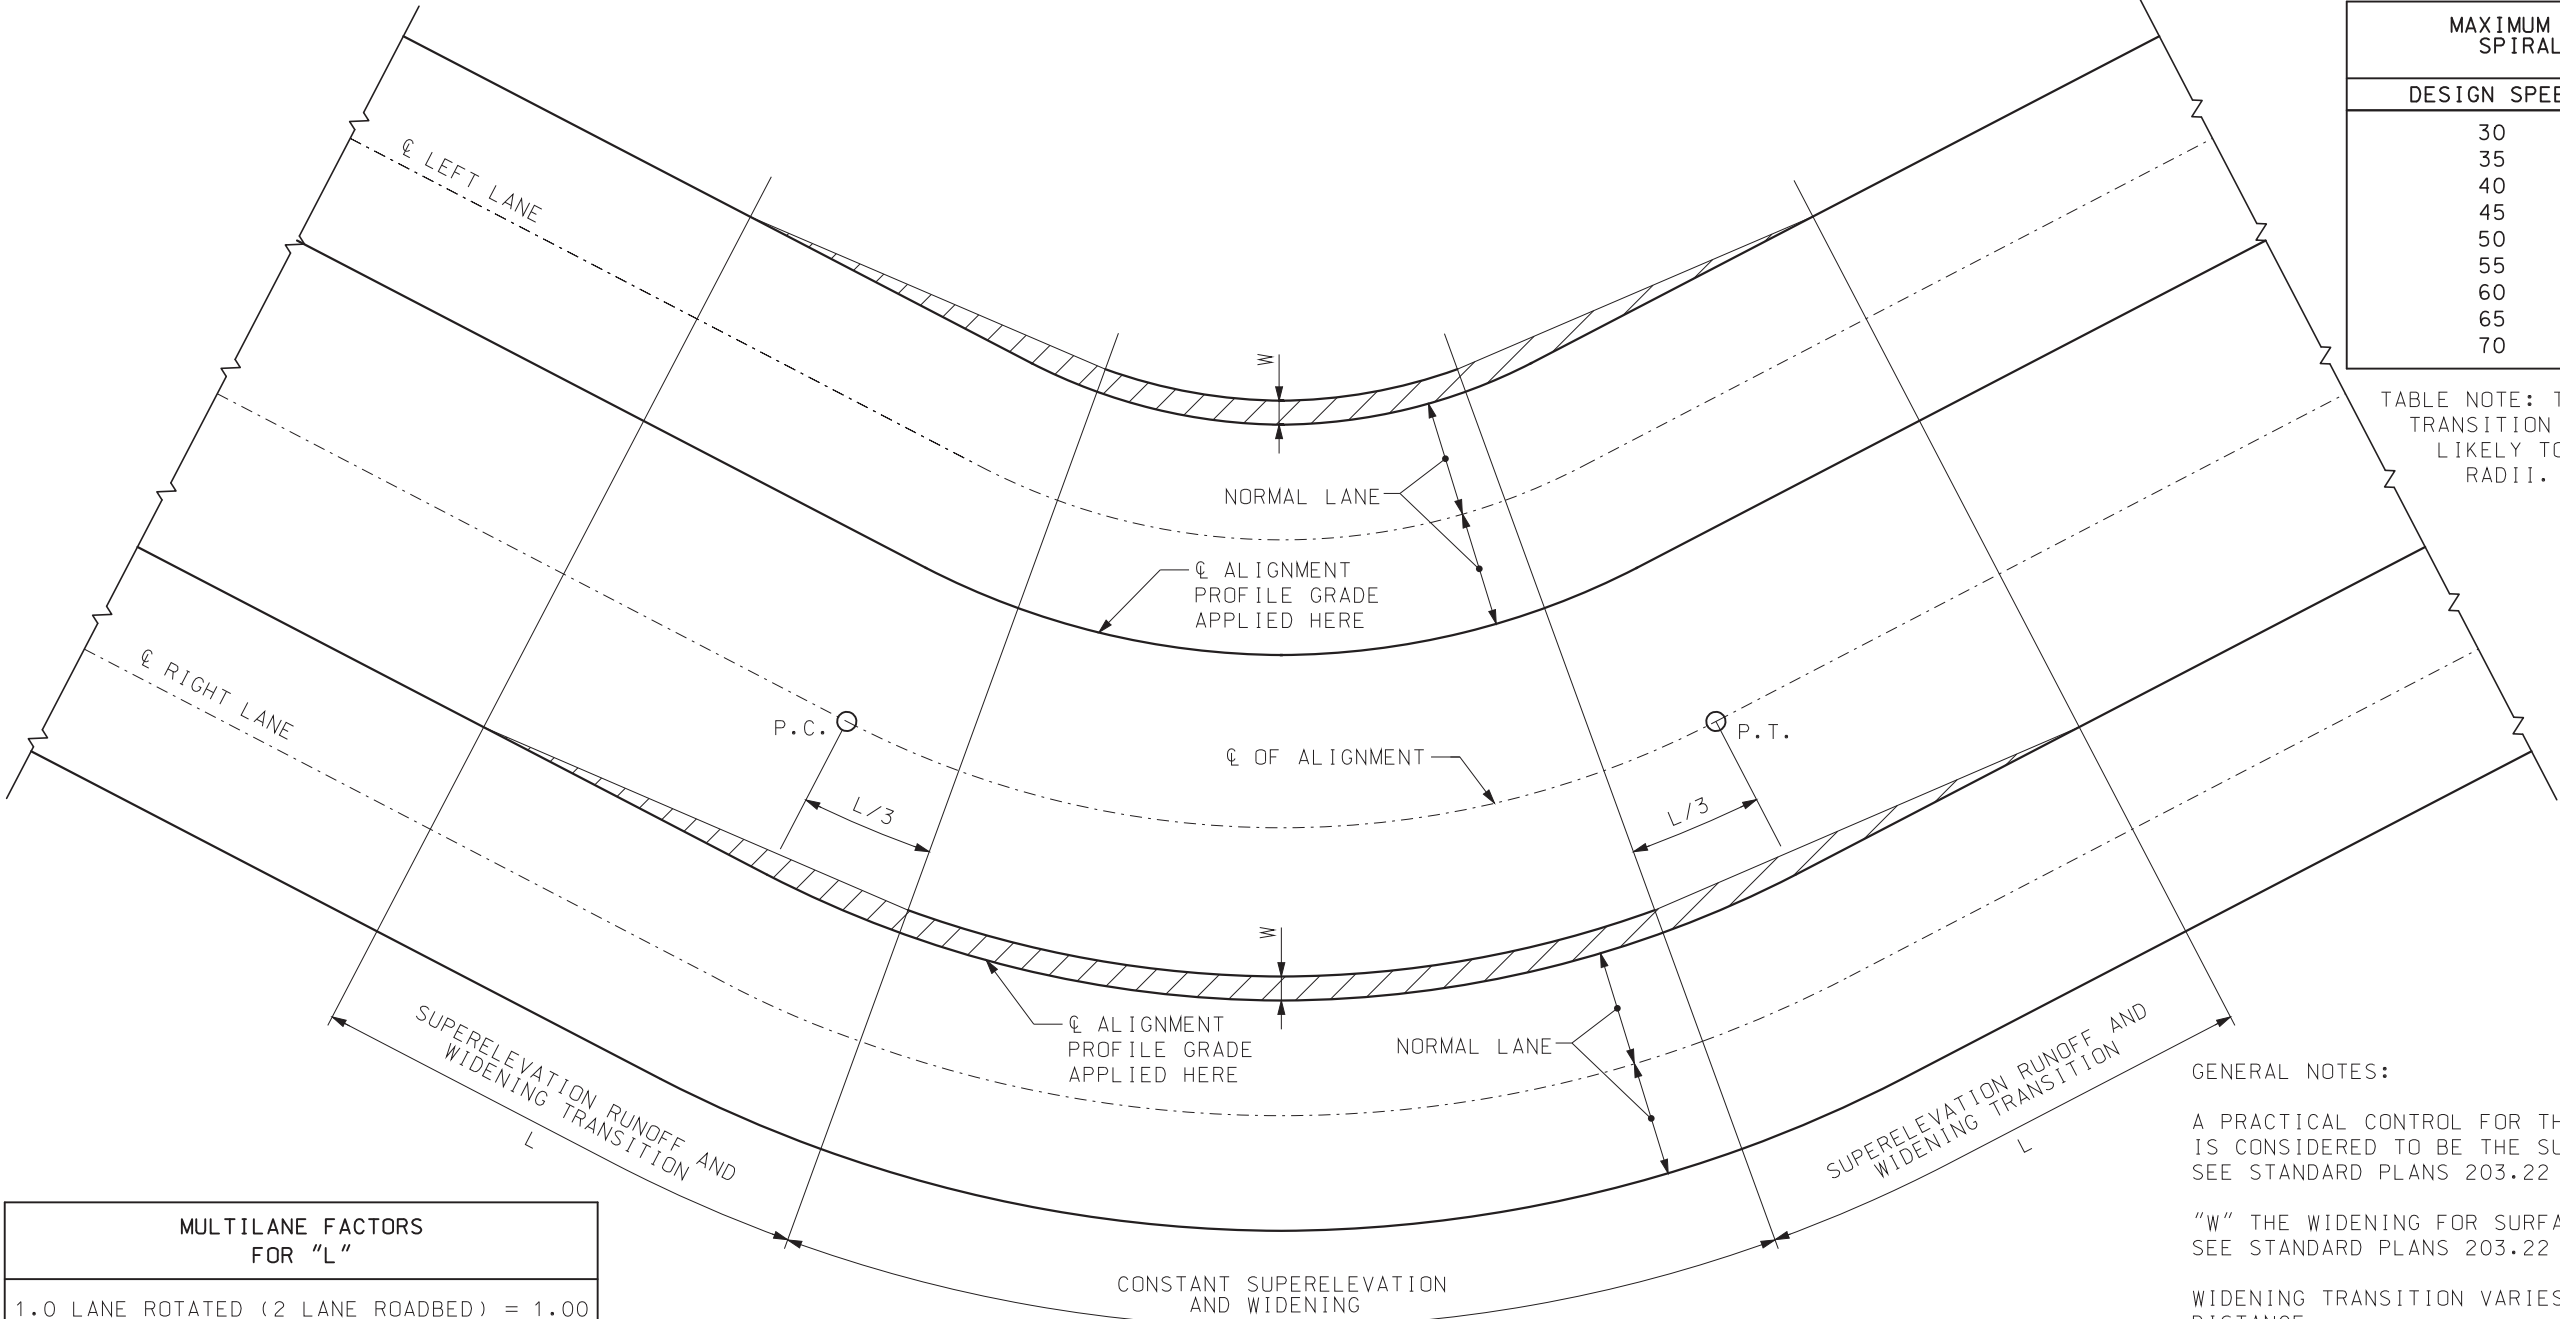 MAXIMUM
SPIRAL
DESIGN SPEE
30
35
40
45
50
55
60
65
70
TABLE NOTE: T
TRANSITION
LIKELY TO
RADII.
℄ LEFT LANE
W
NORMAL LANE
℄ ALIGNMENT
PROFILE GRADE
APPLIED HERE
℄ RIGHT LANE
P.C.
P.T.
℄ OF ALIGNMENT
L/3
L/3
W
℄ ALIGNMENT
PROFILE GRADE
APPLIED HERE
NORMAL LANE
SUPERELEVATION RUNOFF AND
WIDENING TRANSITION
L
SUPERELEVATION RUNOFF AND
WIDENING TRANSITION
L
CONSTANT SUPERELEVATION
AND WIDENING
MULTILANE FACTORS
FOR "L"
1.0 LANE ROTATED (2 LANE ROADBED) = 1.00
GENERAL NOTES:
A PRACTICAL CONTROL FOR TH
IS CONSIDERED TO BE THE SU
SEE STANDARD PLANS 203.22
"W" THE WIDENING FOR SURFA
SEE STANDARD PLANS 203.22
WIDENING TRANSITION VARIES